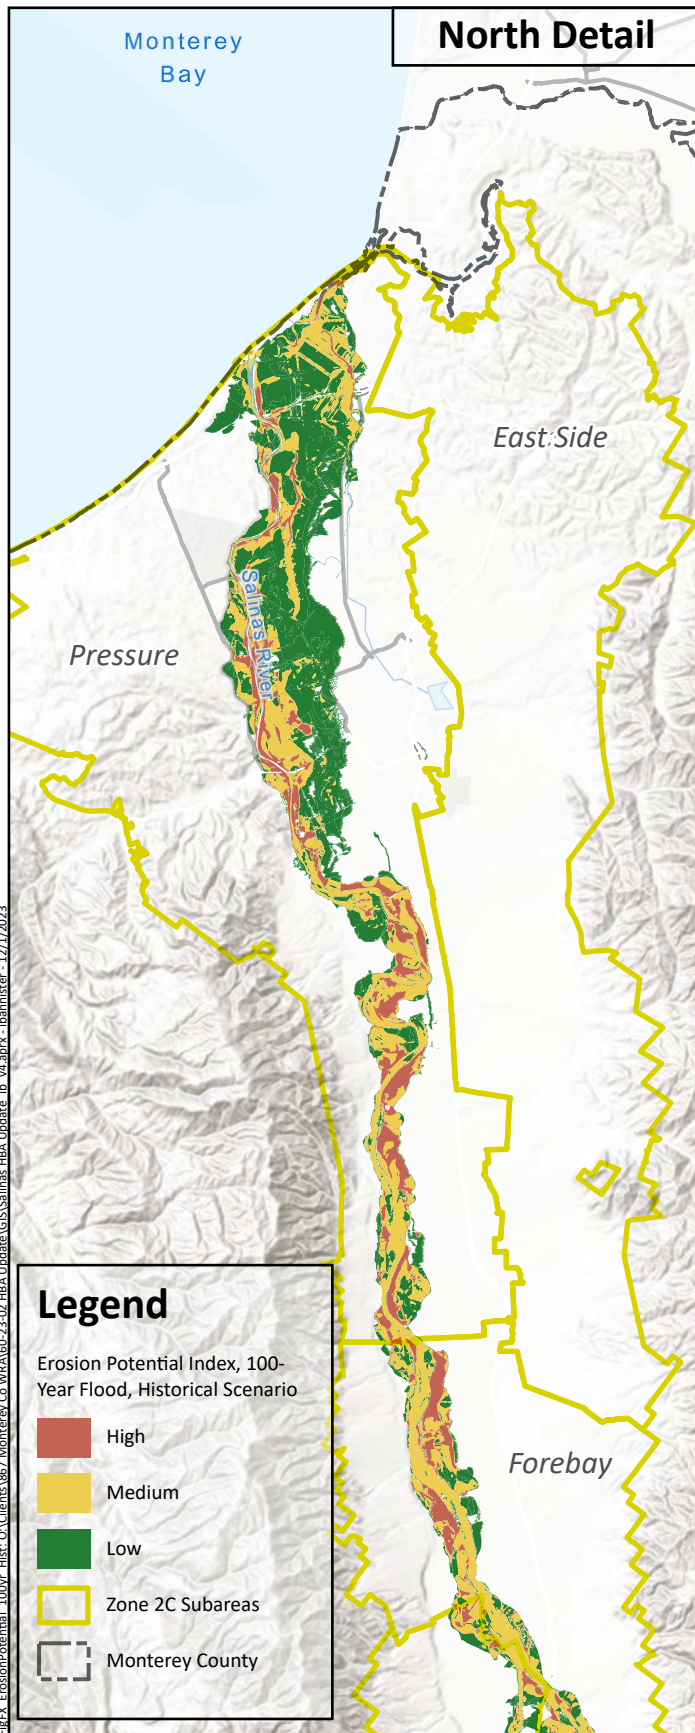 North Detail
Monterey
Bay
East Side
Salinas River
Pressure
Forebay
Legend
Erosion Potential Index, 100-
Year Flood, Historical Scenario
High
Medium
Low
Zone 2C Subareas
Monterey County